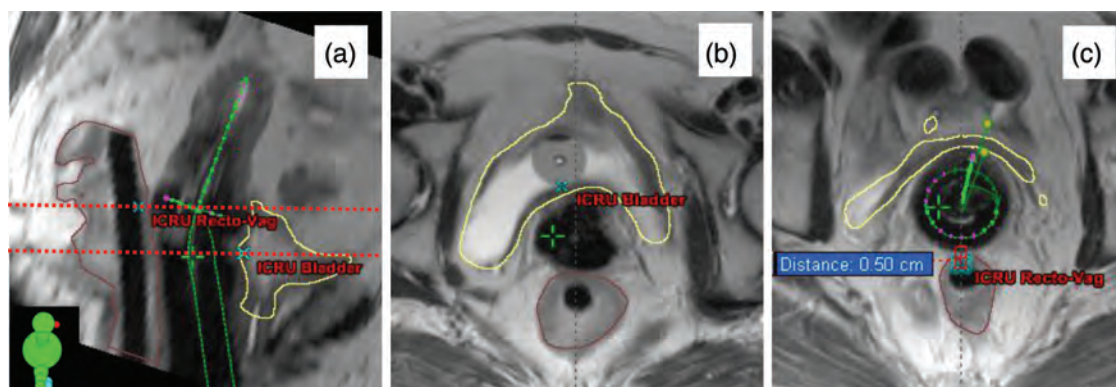 (a)
ICRU Recto-Vag
ICRU Bladder
(b)
ICRU Bladder
(c)
Distance: 0.50 cm
ICRU Recto-Vag